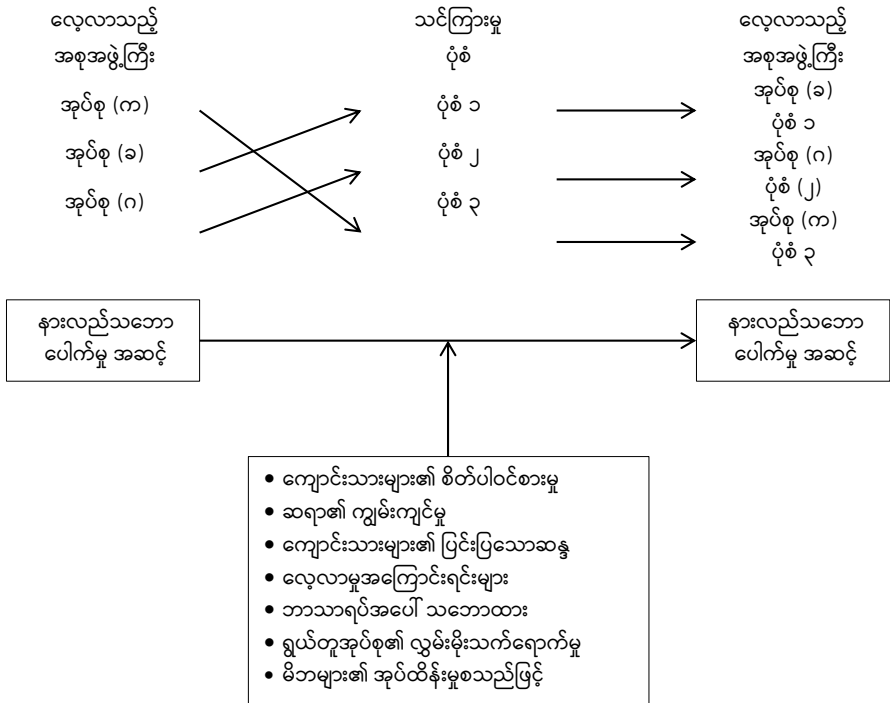 လေ့လာသည့်
အစုအဖွဲ့ကြီး
အုပ်စု (က)
အုပ်စု (ခ)
အုပ်စု (ဂ)
သင်ကြားမှု
ပုံစံ
ပုံစံ ၁
ပုံစံ ၂
ပုံစံ ၃
လေ့လာသည့်
အစုအဖွဲ့ကြီး
အုပ်စု (ခ)
ပုံစံ ၁
အုပ်စု (ဂ)
ပုံစံ (၂)
အုပ်စု (က)
ပုံစံ ၃
နားလည်သဘော
ပေါက်မှု အဆင့်
နားလည်သဘော
ပေါက်မှု အဆင့်
• ကျောင်းသားများ၏ စိတ်ပါဝင်စားမှု
• ဆရာ၏ ကျွမ်းကျင်မှု
• ကျောင်းသားများ၏ ပြင်းပြသောဆန္ဒ
• လေ့လာမှုအကြောင်းရင်းများ
• ဘာသာရပ်အပေါ် သဘောထား
• ရွယ်တူအုပ်စု၏ လွှမ်းမိုးသက်ရောက်မှု
• မိဘများ၏ အုပ်ထိန်းမှုစသည်ဖြင့်